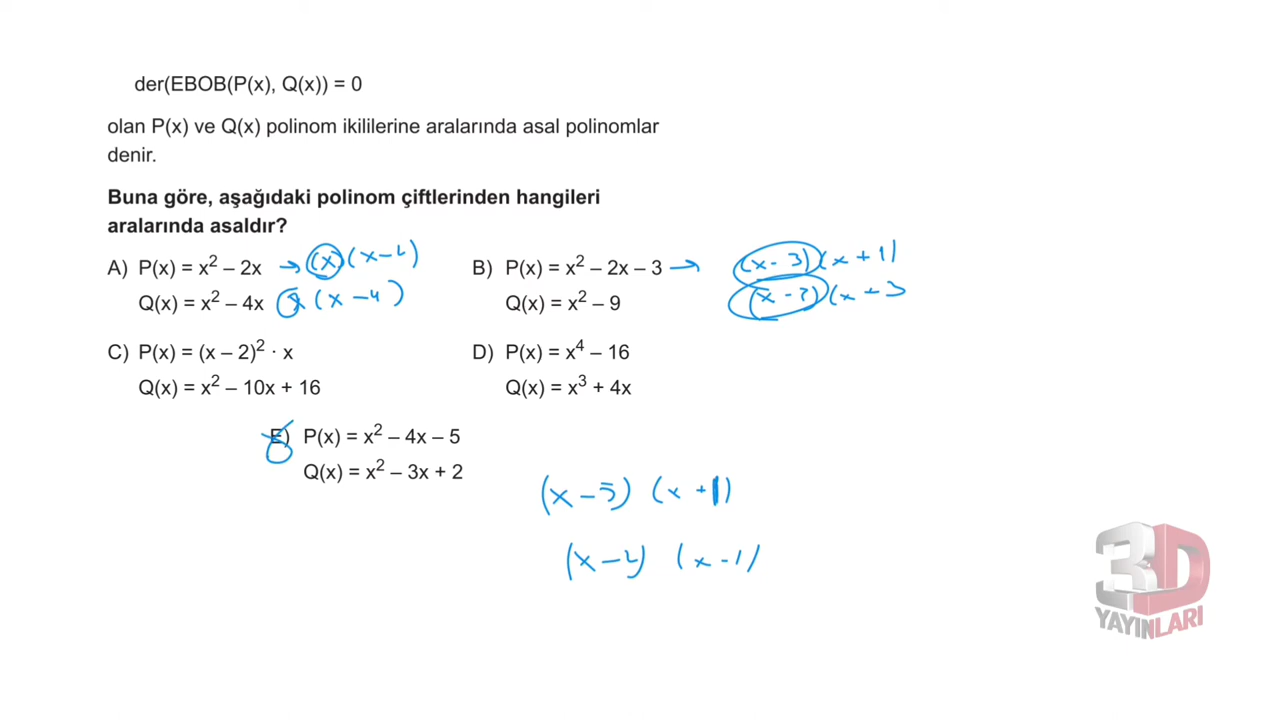 der(EBOB(P(x), Q(x)) = 0
olan P(x) ve Q(x) polinom ikililerine aralarında asal polinomlar
denir.
Buna göre, aşağıdaki polinom çiftlerinden hangileri
aralarında asaldır?
A) P(x) = x² – 2x → (x) (x – 2)
Q(x) = x² – 4x x (x – 4)
B) P(x) = x² – 2x – 3 → (x – 3) (x + 1)
Q(x) = x² – 9 (x – 3) (x + 3
C) P(x) = (x – 2)² · x
Q(x) = x² – 10x + 16
D) P(x) = x⁴ – 16
Q(x) = x³ + 4x
E) P(x) = x² – 4x – 5
Q(x) = x² – 3x + 2
(x – 5) (x + 1)
(x – 2) (x – 1)
3D
YAYINLARI